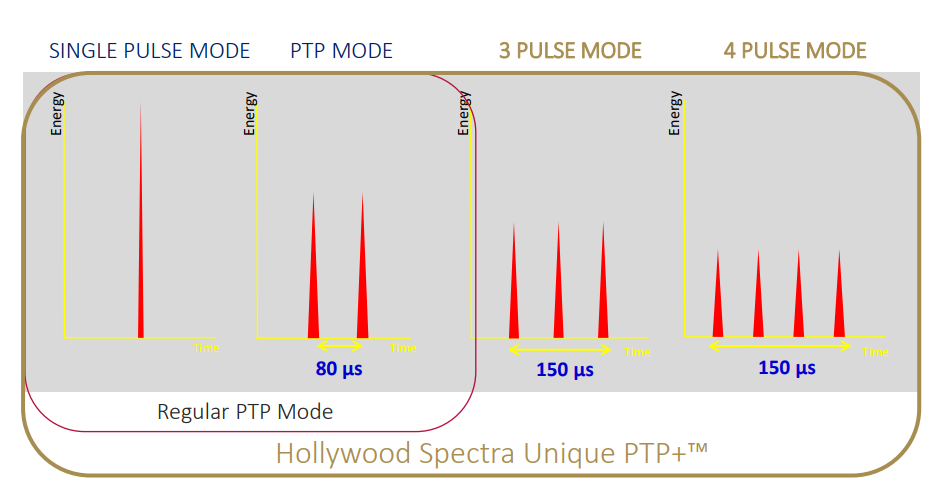 SINGLE PULSE MODE
PTP MODE
3 PULSE MODE
4 PULSE MODE
Energy
Energy
Energy
Energy
Time
Time
Time
Time
80 μs
150 μs
150 μs
Regular PTP Mode
Hollywood Spectra Unique PTP+™